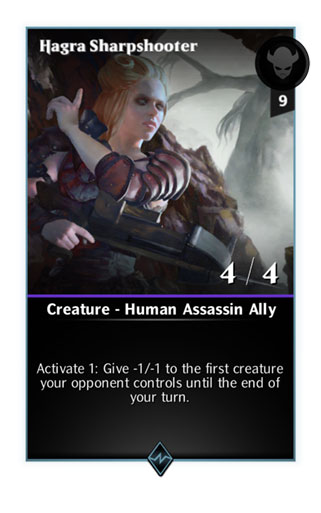 Hagra Sharpshooter
9
4 / 4
Creature - Human Assassin Ally
Activate 1: Give -1/-1 to the first creature
your opponent controls until the end of
your turn.